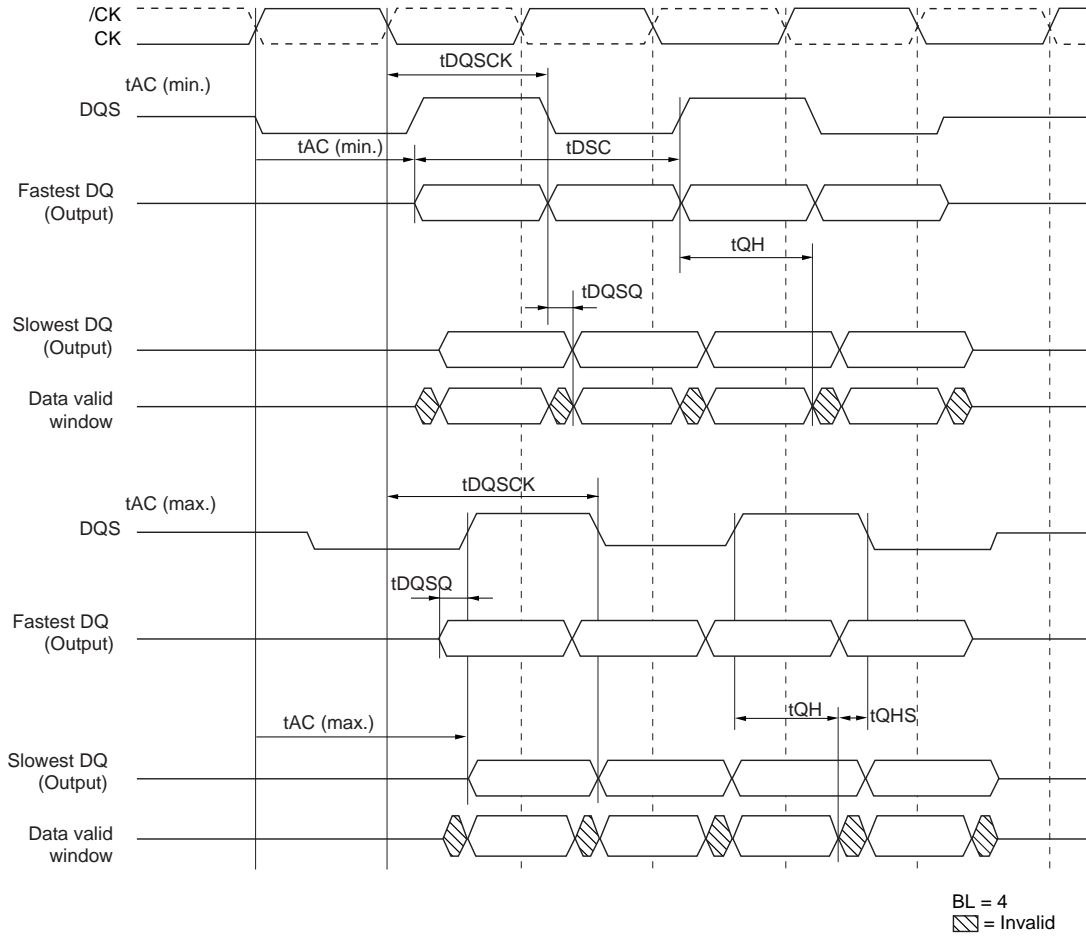 /CK
CK
tDQSCK
tAC (min.)
DQS
tAC (min.)
tDSC
Fastest DQ
(Output)
tQH
tDQSQ
Slowest DQ
(Output)
Data valid
window
tDQSCK
tAC (max.)
DQS
tDQSQ
Fastest DQ
(Output)
tQH
tQHS
tAC (max.)
Slowest DQ
(Output)
Data valid
window
BL = 4
= Invalid